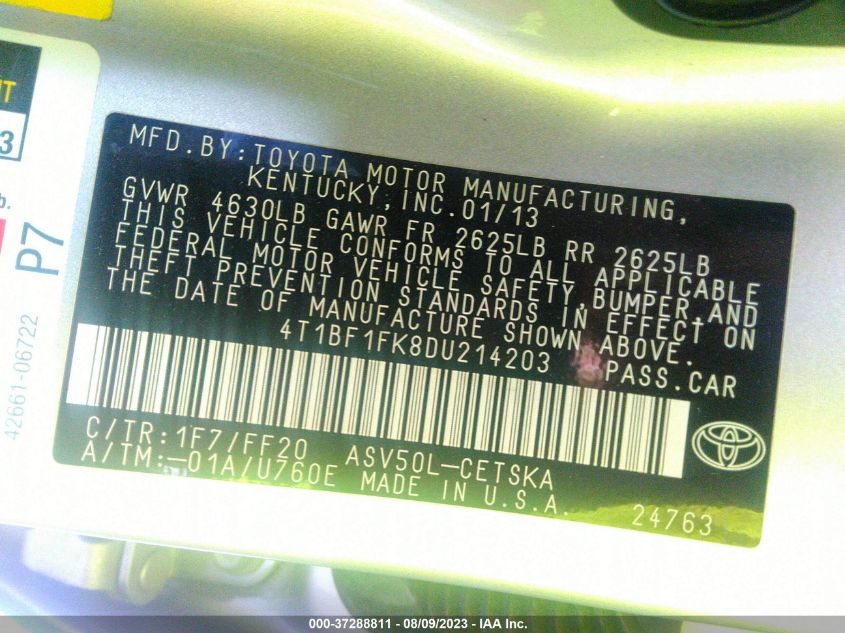 NT
3
b.
P7
42661-06722
MFD.BY:TOYOTA MOTOR MANUFACTURING,
KENTUCKY,INC.01/13
GVWR 4630LB GAWR FR 2625LB RR 2625LB
THIS VEHICLE CONFORMS TO ALL APPLICABLE
FEDERAL MOTOR VEHICLE SAFETY,BUMPER,AND
THEFT PREVENTION STANDARDS IN EFFECT ON
THE DATE OF MANUFACTURE SHOWN ABOVE.
4T1BF1FK8DU214203 PASS.CAR
C/TR:1F7/FF20 ASV50L-CETSKA
A/TM:-01A/U760E MADE IN U.S.A.
24763
000-37288811 - 08/09/2023 - IAA Inc.